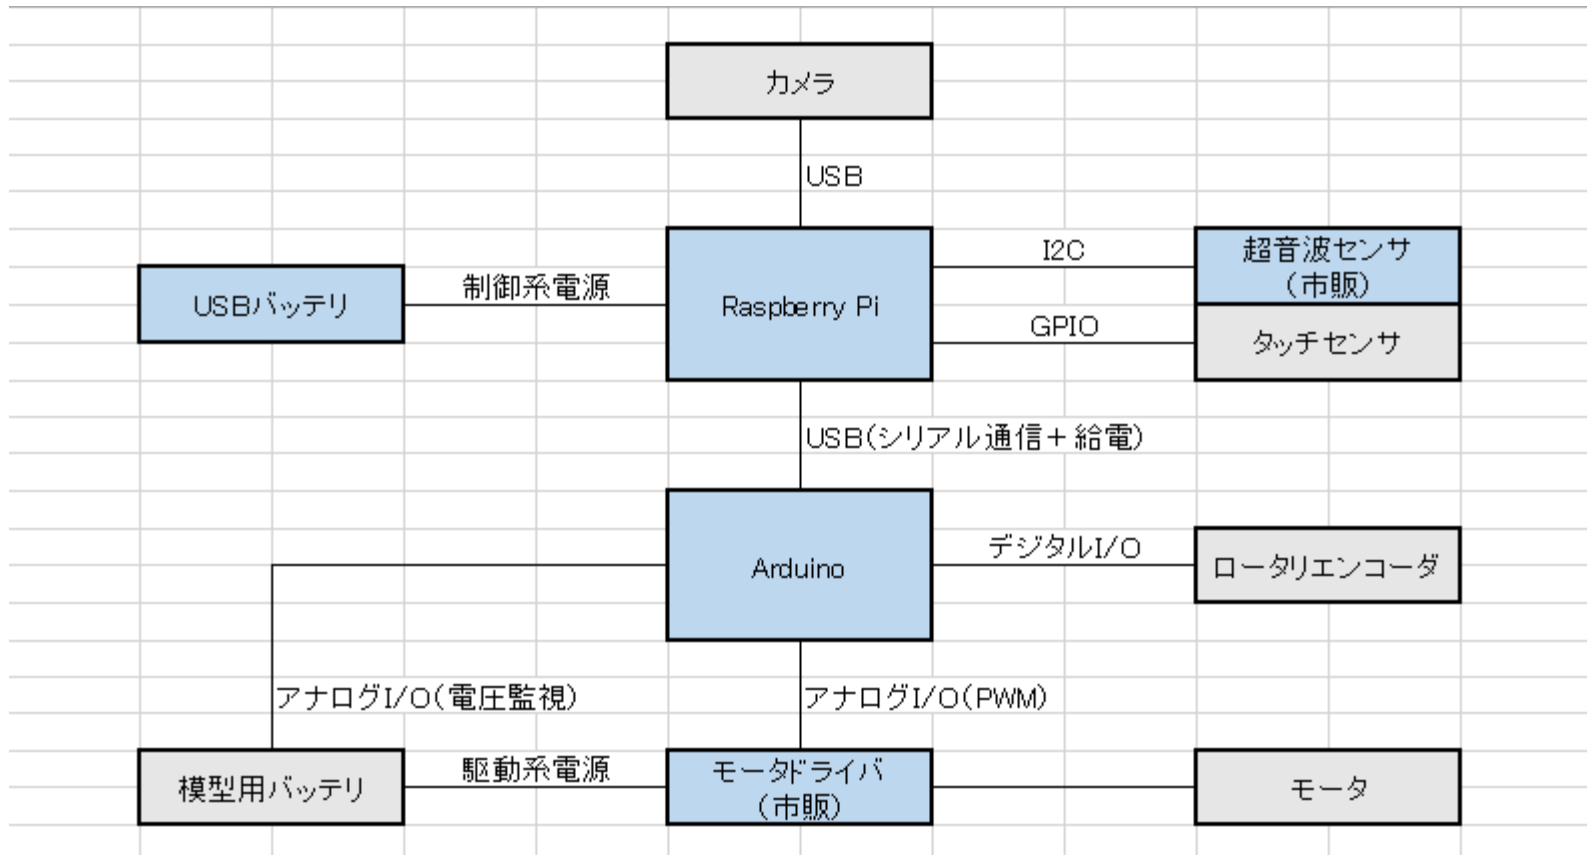 カメラ
USB
I2C
超音波センサ
(市販)
USBバッテリ
制御系電源
Raspberry Pi
GPIO
タッチセンサ
USB(シリアル通信+給電)
Arduino
デジタルI/O
ロータリエンコーダ
アナログI/O(電圧監視)
アナログI/O(PWM)
模型用バッテリ
駆動系電源
モータドライバ
(市販)
モータ